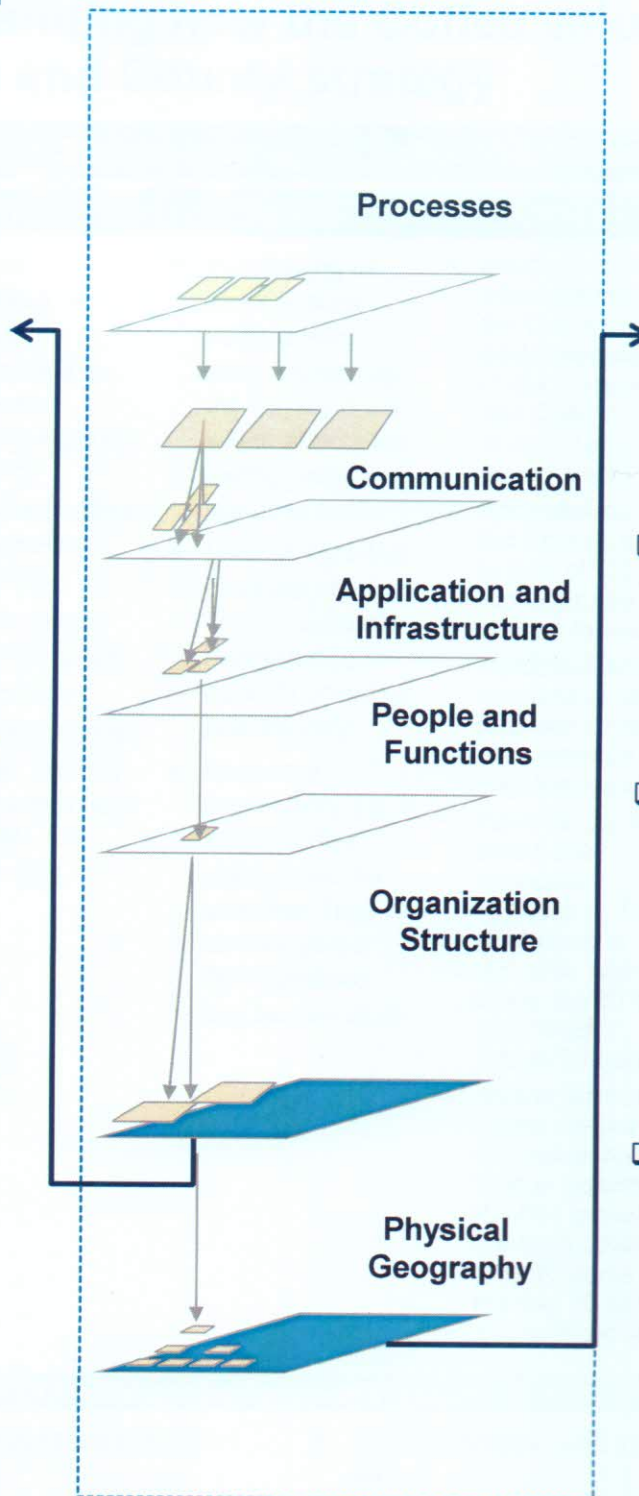 Processes
Communication
Application and
Infrastructure
People and
Functions
Organization
Structure
Physical
Geography